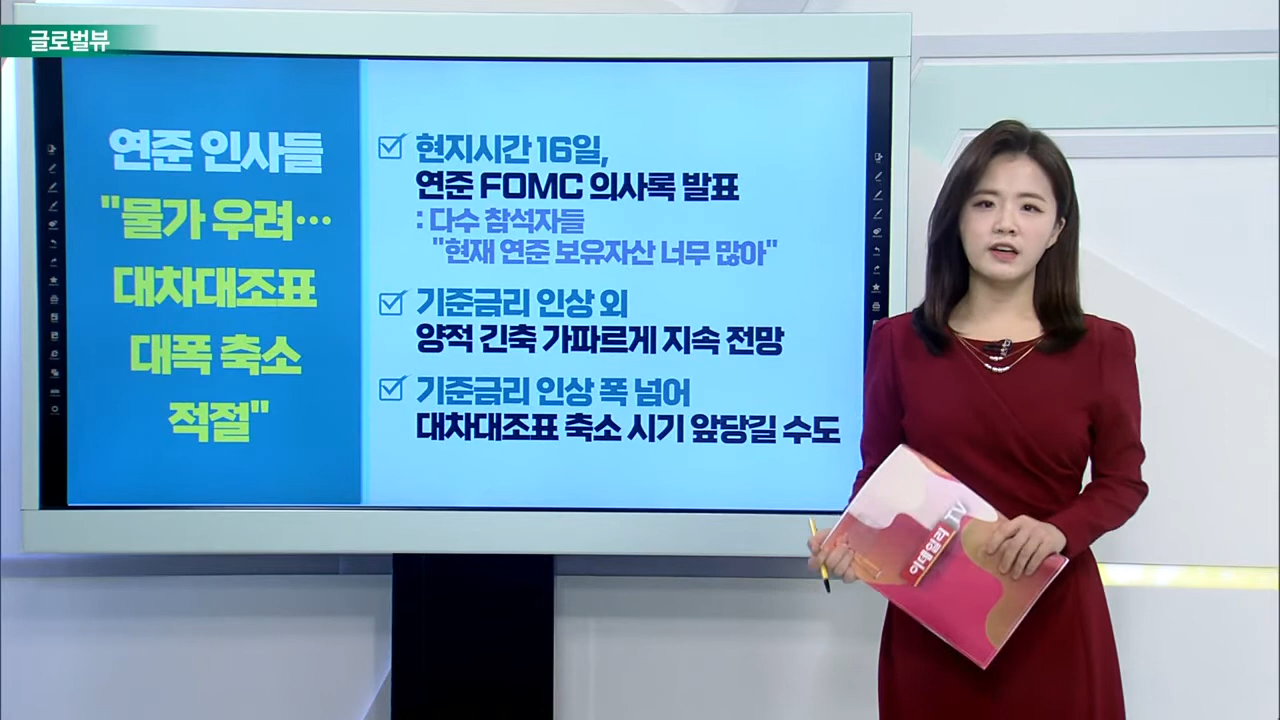 글로벌뷰
연준 인사들
"물가 우려…
대차대조표
대폭 축소
적절"
현지시간 16일,
연준 FOMC 의사록 발표
: 다수 참석자들
"현재 연준 보유자산 너무 많아"
기준금리 인상 외
양적 긴축 가파르게 지속 전망
기준금리 인상 폭 넘어
대차대조표 축소 시기 앞당길 수도
이데일리 TV